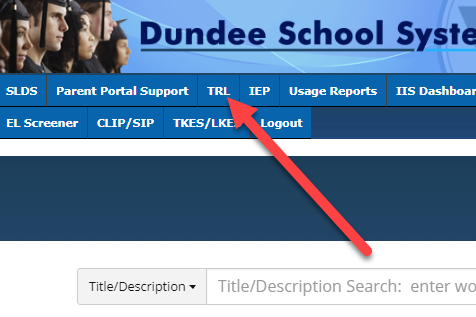 Dundee School Syste
SLDS Parent Portal Support TRL IEP Usage Reports IIS Dashboar
EL Screener CLIP/SIP TKES/LKE Logout
Title/Description Title/Description Search: enter wo